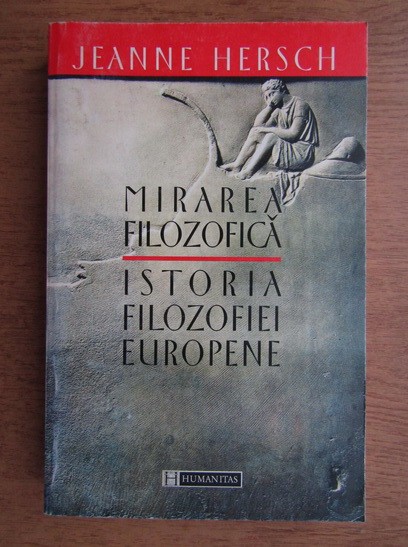 JEANNE HERSCH
MIRAREA
FILOZOFICĂ
ISTORIA
FILOZOFIEI
EUROPENE
H HUMANITAS